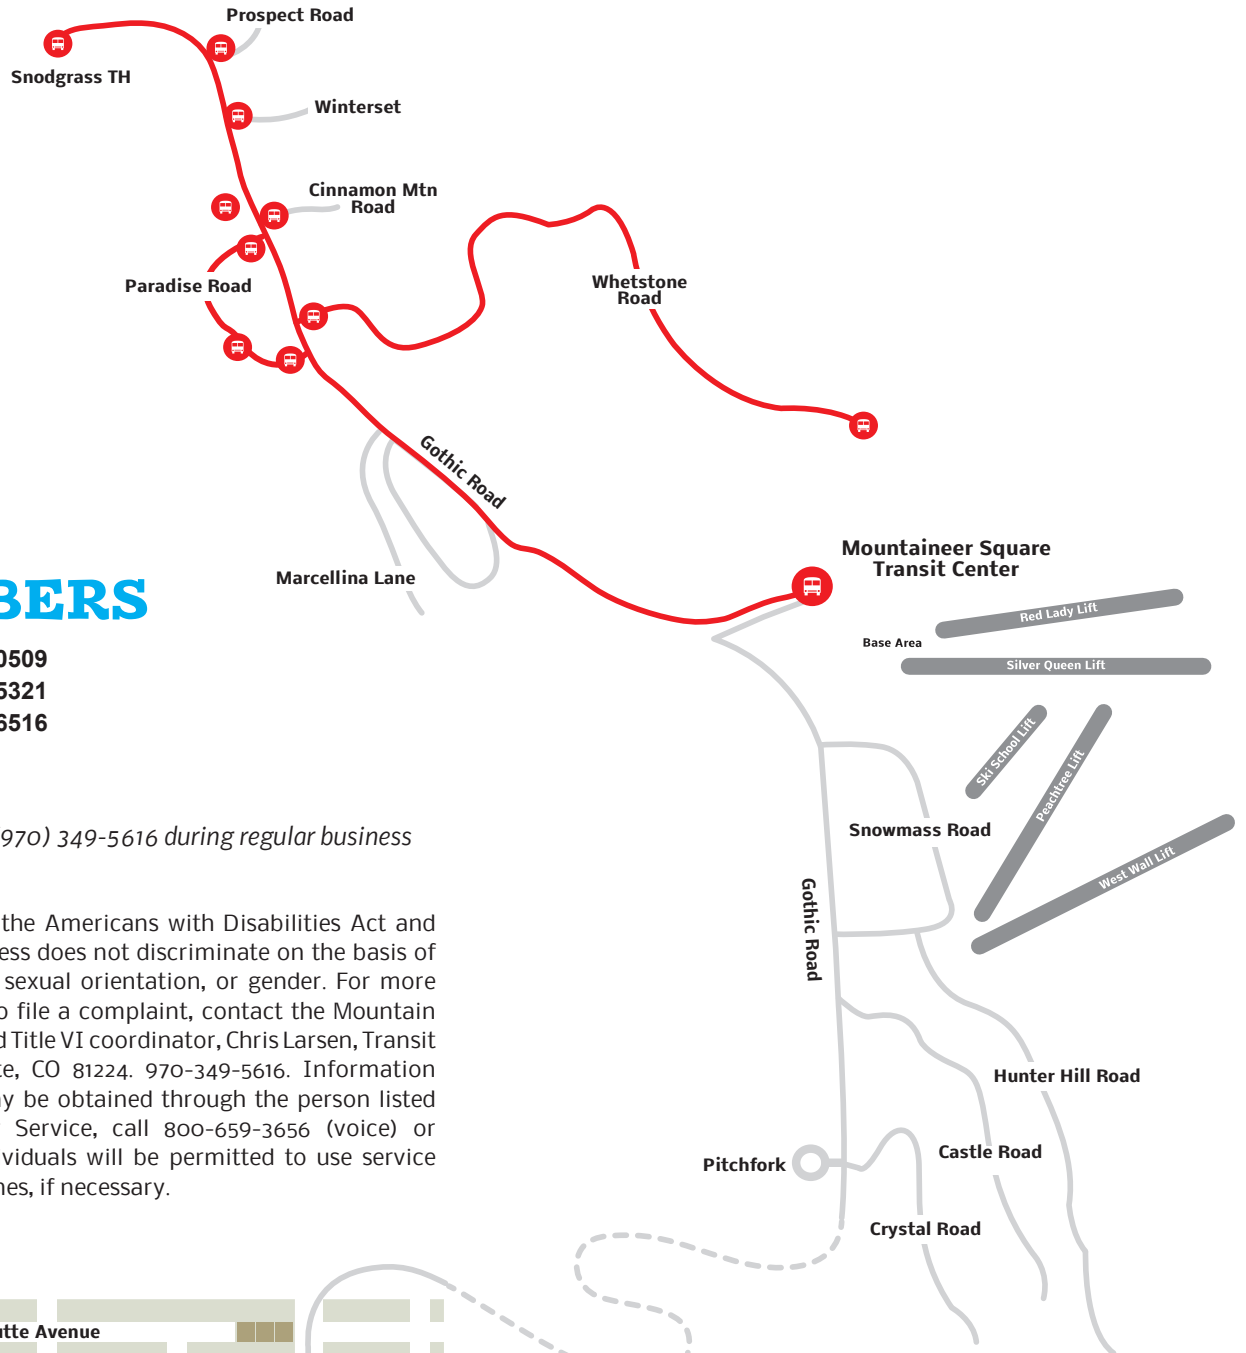 Prospect Road
Snodgrass TH
Winterset
Cinnamon Mtn
Road
Paradise Road
Whetstone
Road
Gothic Road
Marcellina Lane
Mountaineer Square
Transit Center
Red Lady Lift
Base Area
Silver Queen Lift
Ski School Lift
Peachtree Lift
West Wall Lift
Snowmass Road
Gothic Road
Hunter Hill Road
Castle Road
Pitchfork
Crystal Road
BERS
0509
5321
6516
970) 349-5616 during regular business
the Americans with Disabilities Act and
ess does not discriminate on the basis of
sexual orientation, or gender. For more
o file a complaint, contact the Mountain
d Title VI coordinator, Chris Larsen, Transit
te, CO 81224. 970-349-5616. Information
ay be obtained through the person listed
Service, call 800-659-3656 (voice) or
ividuals will be permitted to use service
nes, if necessary.
utte Avenue